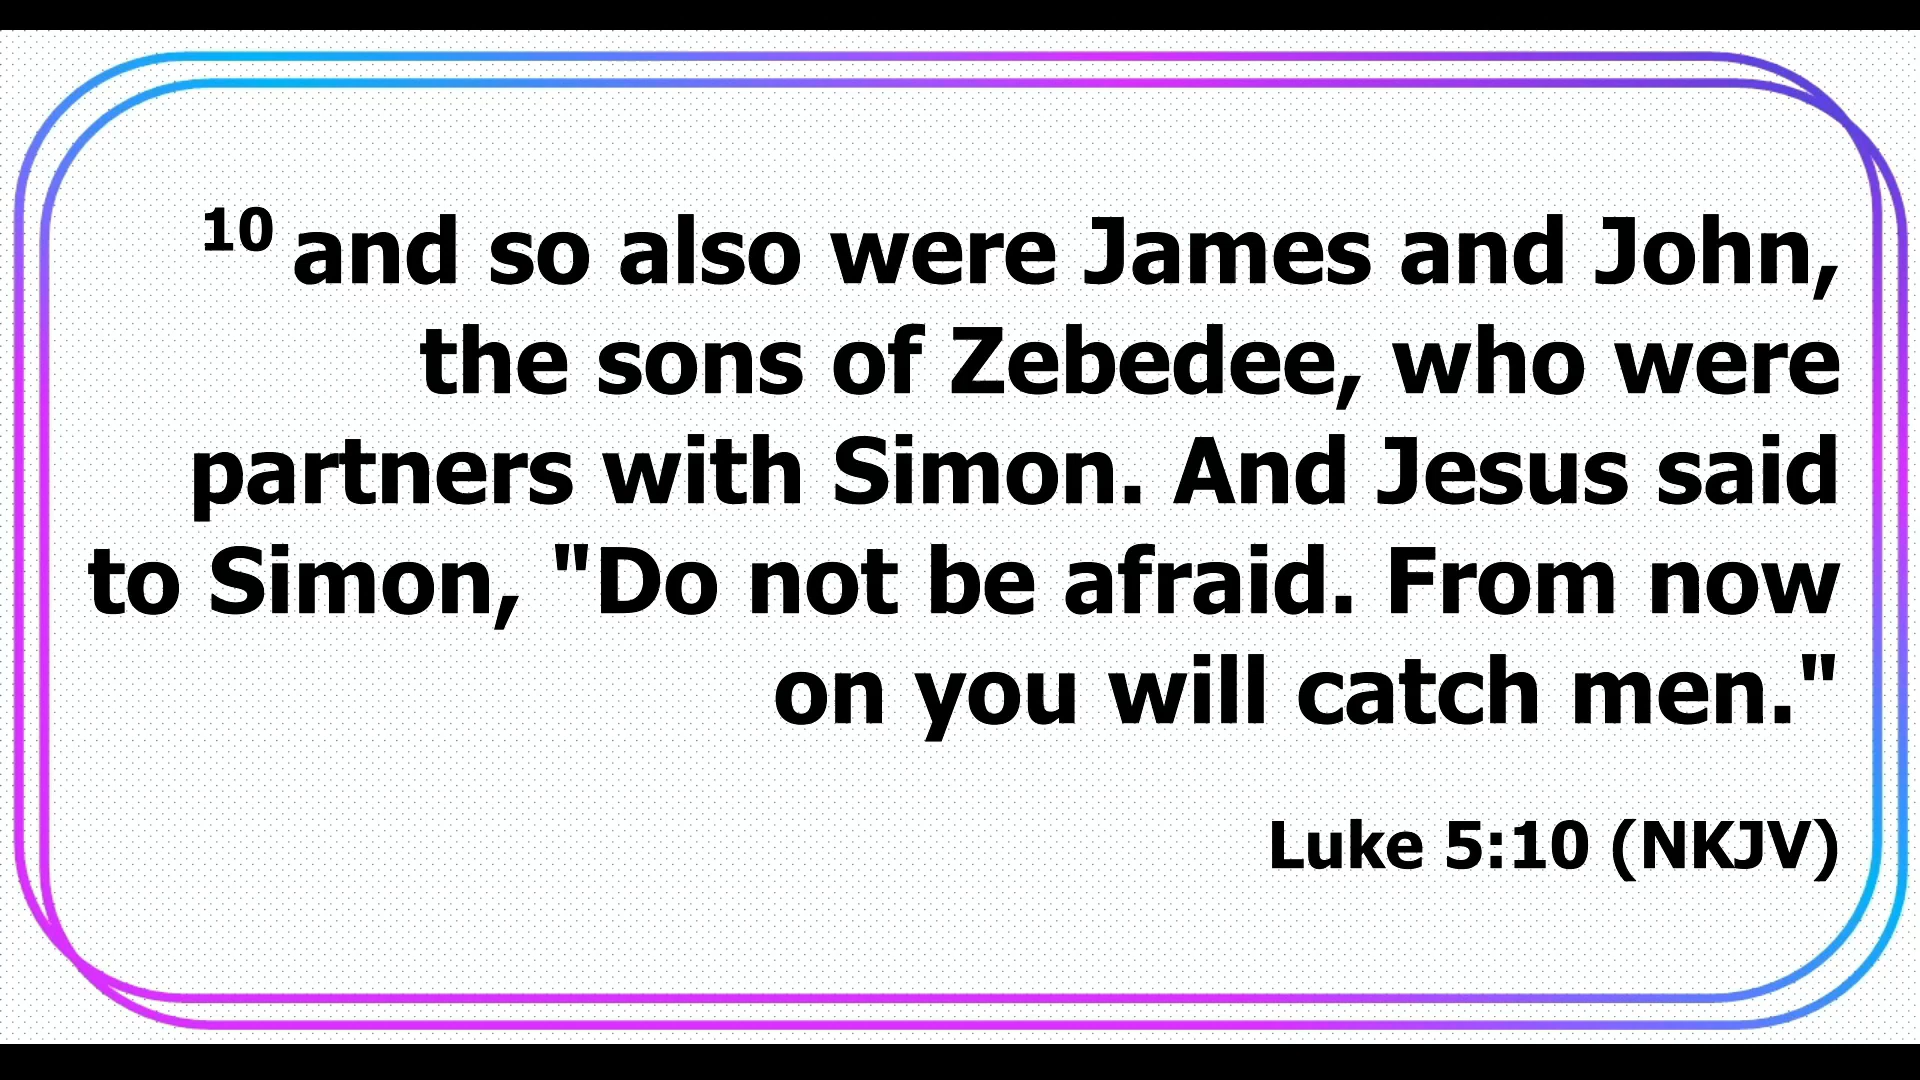 10 and so also were James and John,
the sons of Zebedee, who were
partners with Simon. And Jesus said
to Simon, "Do not be afraid. From now
on you will catch men."
Luke 5:10 (NKJV)